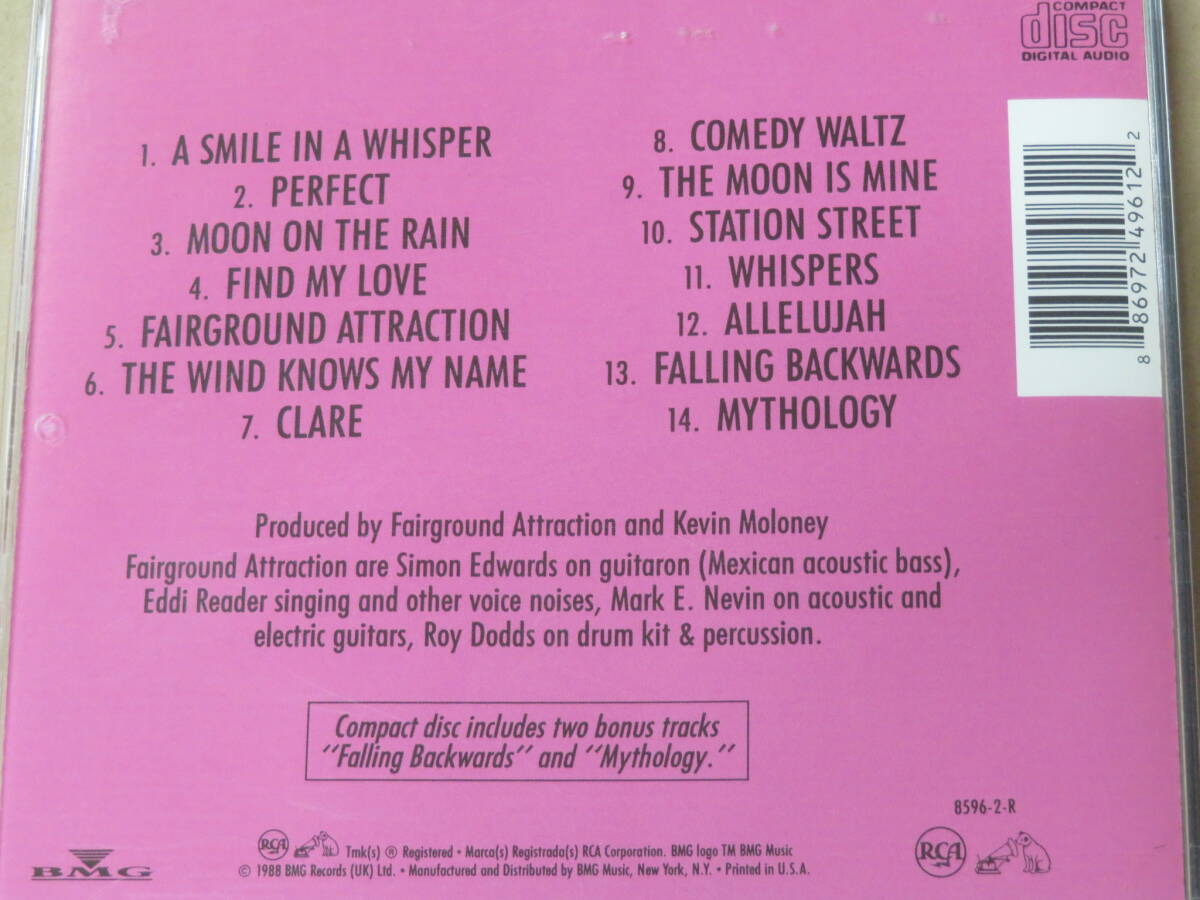 COMPACT
disc
DIGITAL AUDIO
1. A SMILE IN A WHISPER
2. PERFECT
3. MOON ON THE RAIN
4. FIND MY LOVE
5. FAIRGROUND ATTRACTION
6. THE WIND KNOWS MY NAME
7. CLARE
8. COMEDY WALTZ
9. THE MOON IS MINE
10. STATION STREET
11. WHISPERS
12. ALLELUJAH
13. FALLING BACKWARDS
14. MYTHOLOGY
8 86972 49612 2
Produced by Fairground Attraction and Kevin Moloney
Fairground Attraction are Simon Edwards on guitaron (Mexican acoustic bass),
Eddi Reader singing and other voice noises, Mark E. Nevin on acoustic and
electric guitars, Roy Dodds on drum kit & percussion.
Compact disc includes two bonus tracks
"Falling Backwards" and "Mythology."
8596-2-R
BMG
RCA
Tmk(s) ® Registered • Marca(s) Registrada(s) RCA Corporation. BMG logo TM BMG Music
© 1988 BMG Records (UK) Ltd. • Manufactured and Distributed by BMG Music, New York, N.Y. • Printed in U.S.A.
RCA